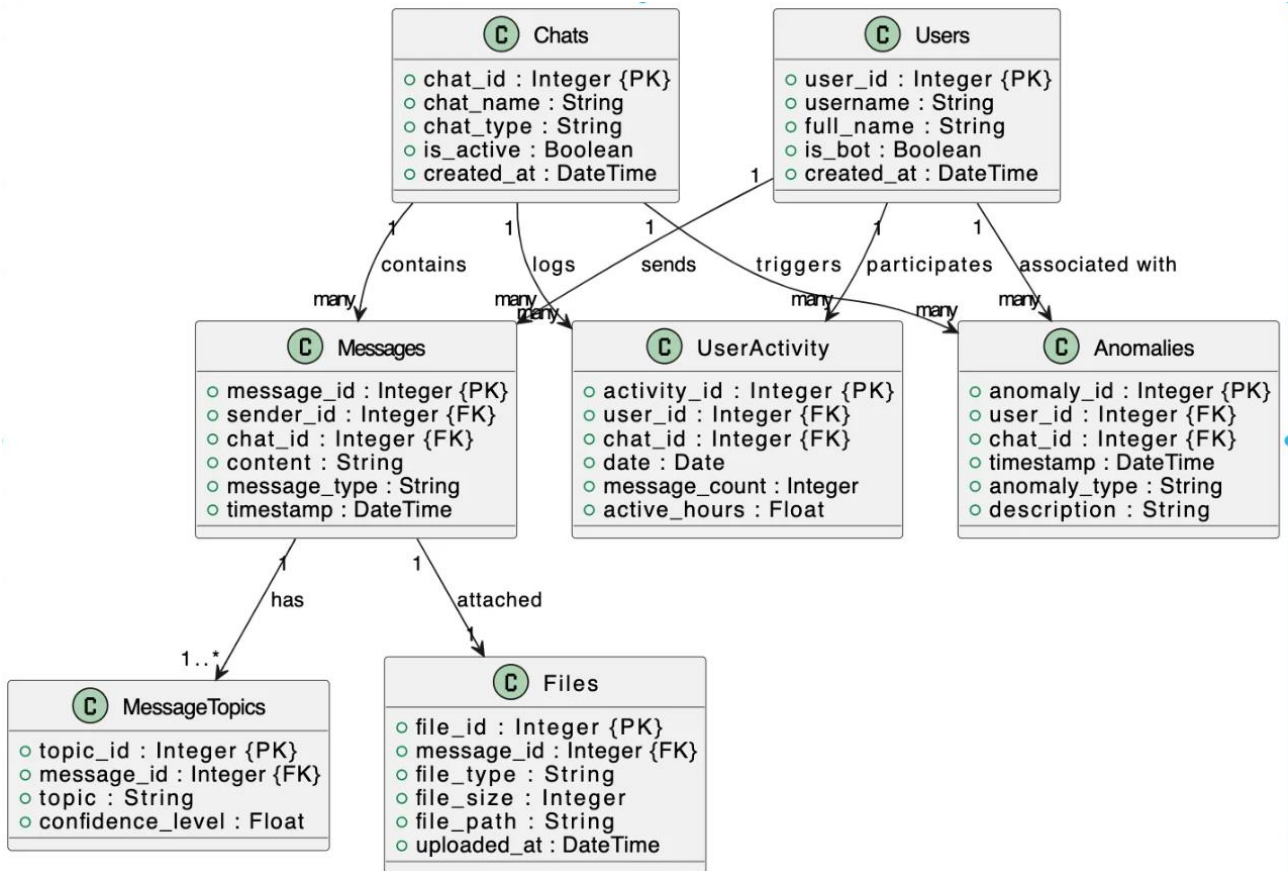 C Chats
chat_id : Integer {PK}
chat_name : String
chat_type : String
is_active : Boolean
created_at : DateTime
C Users
user_id : Integer {PK}
username : String
full_name : String
is_bot : Boolean
created_at : DateTime
1
1
1
1
1
1
contains
logs
sends
triggers
participates
associated with
many
many
many
many
many
many
C Messages
message_id : Integer {PK}
sender_id : Integer {FK}
chat_id : Integer {FK}
content : String
message_type : String
timestamp : DateTime
C UserActivity
activity_id : Integer {PK}
user_id : Integer {FK}
chat_id : Integer {FK}
date : Date
message_count : Integer
active_hours : Float
C Anomalies
anomaly_id : Integer {PK}
user_id : Integer {FK}
chat_id : Integer {FK}
timestamp : DateTime
anomaly_type : String
description : String
1
1
has
attached
1..*
1
C MessageTopics
topic_id : Integer {PK}
message_id : Integer {FK}
topic : String
confidence_level : Float
C Files
file_id : Integer {PK}
message_id : Integer {FK}
file_type : String
file_size : Integer
file_path : String
uploaded_at : DateTime